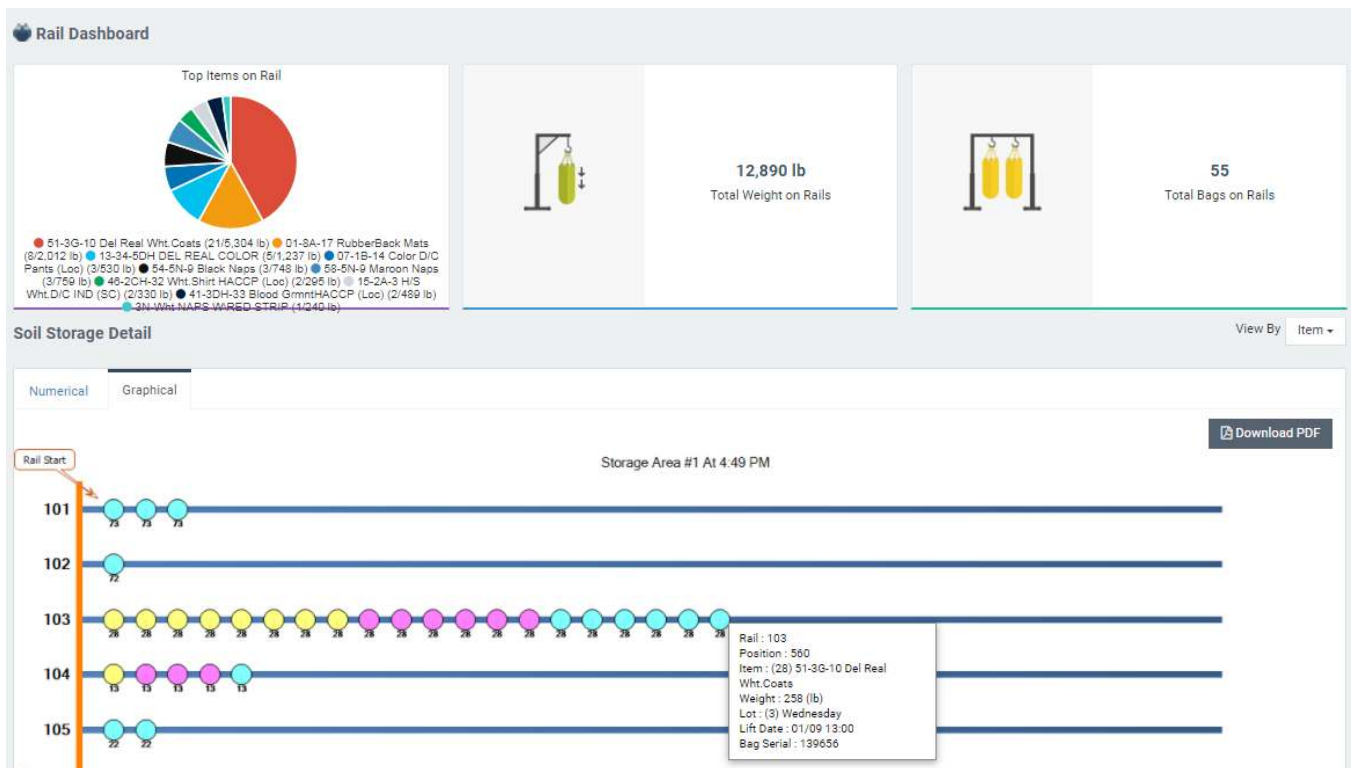 Rail Dashboard
Top Items on Rail
51-3G-10 Del Real Wht.Coats (21/5,304 lb) 01-8A-17 RubberBack Mats
(8/2,012 lb) 13-34-5DH DEL REAL COLOR (5/1,237 lb) 07-1B-14 Color D/C
Pants (Loc) (3/530 lb) 54-5N-9 Black Naps (3/748 lb) 58-5N-9 Maroon Naps
(3/759 lb) 46-2CH-32 Wht.Shirt HACCP (Loc) (2/295 lb) 15-2A-3 H/S
Wht.D/C IND (SC) (2/330 lb) 41-3DH-33 Blood GrmntHACCP (Loc) (2/489 lb)
3N-Wht NAPS W/RED STRIP (1/240 lb)
12,890 lb
Total Weight on Rails
55
Total Bags on Rails
Soil Storage Detail
View By Item
Numerical Graphical
Download PDF
Rail Start
Storage Area #1 At 4:49 PM
101
73 73 73
102
72
103
28 28 28 28 28 28 28 28 28 28 28 28 28 28 28 28 28 28 28 28
Rail : 103
Position : 560
Item : (28) 51-3G-10 Del Real
Wht.Coats
Weight : 258 (lb)
Lot : (3) Wednesday
Lift Date : 01/09 13:00
Bag Serial : 139656
104
13 13 13 13 13
105
22 22